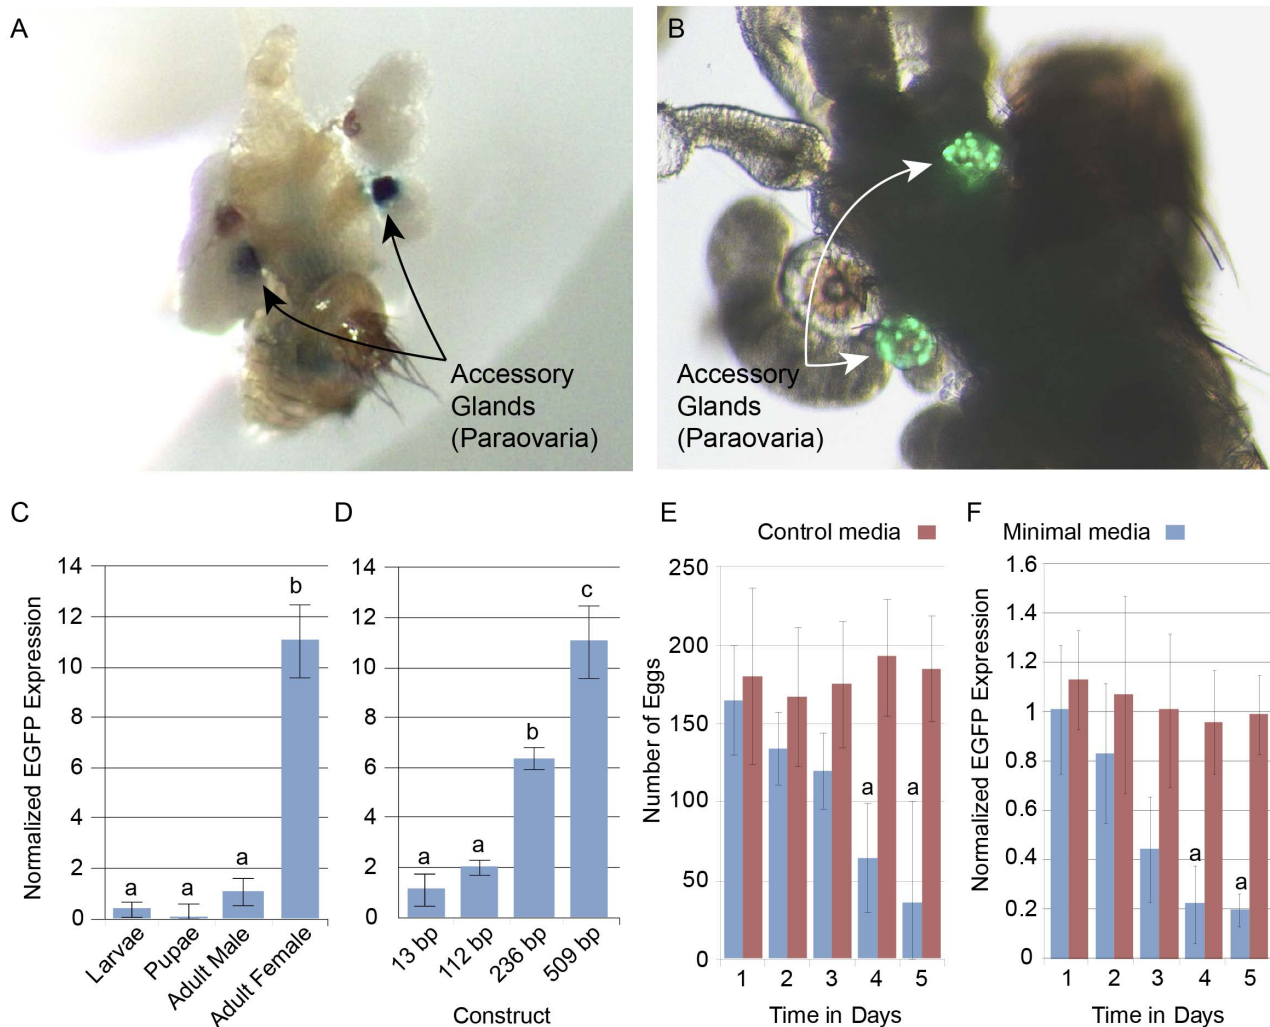 A
B
Accessory
Glands
(Paraovaria)
Accessory
Glands
(Paraovaria)
C
Normalized EGFP Expression
14
12
10
8
6
4
2
0
a
a
a
b
Larvae
Pupae
Adult Male
Adult Female
D
14
12
10
8
6
4
2
0
a
a
b
c
13 bp
112 bp
236 bp
509 bp
Construct
E
Control media
Number of Eggs
250
200
150
100
50
0
a
a
1 2 3 4 5
Time in Days
F
Minimal media
Normalized EGFP Expression
1.6
1.4
1.2
1
0.8
0.6
0.4
0.2
0
a
a
1 2 3 4 5
Time in Days